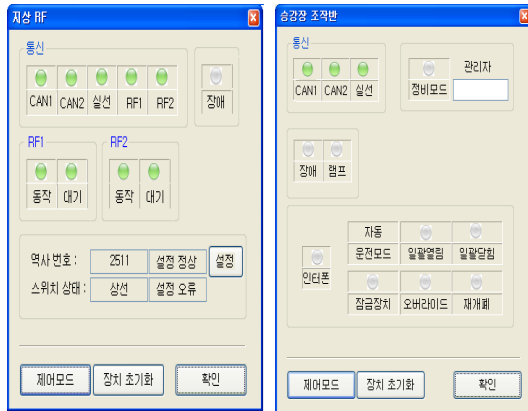 지상 RF
통신
CAN1 CAN2 실선 RF1 RF2
장애
RF1
동작 대기
RF2
동작 대기
역사 번호 : 2511 설정 정상 설정
스위치 상태 : 상선 설정 오류
제어모드 장치 초기화 확인
승강장 조작반
통신
CAN1 CAN2 실선
관리자
정비모드
장애 램프
자동
운전모드 일괄열림 일괄닫힘
인터폰
잠금장치 오버라이드 재개폐
제어모드 장치 초기화 확인